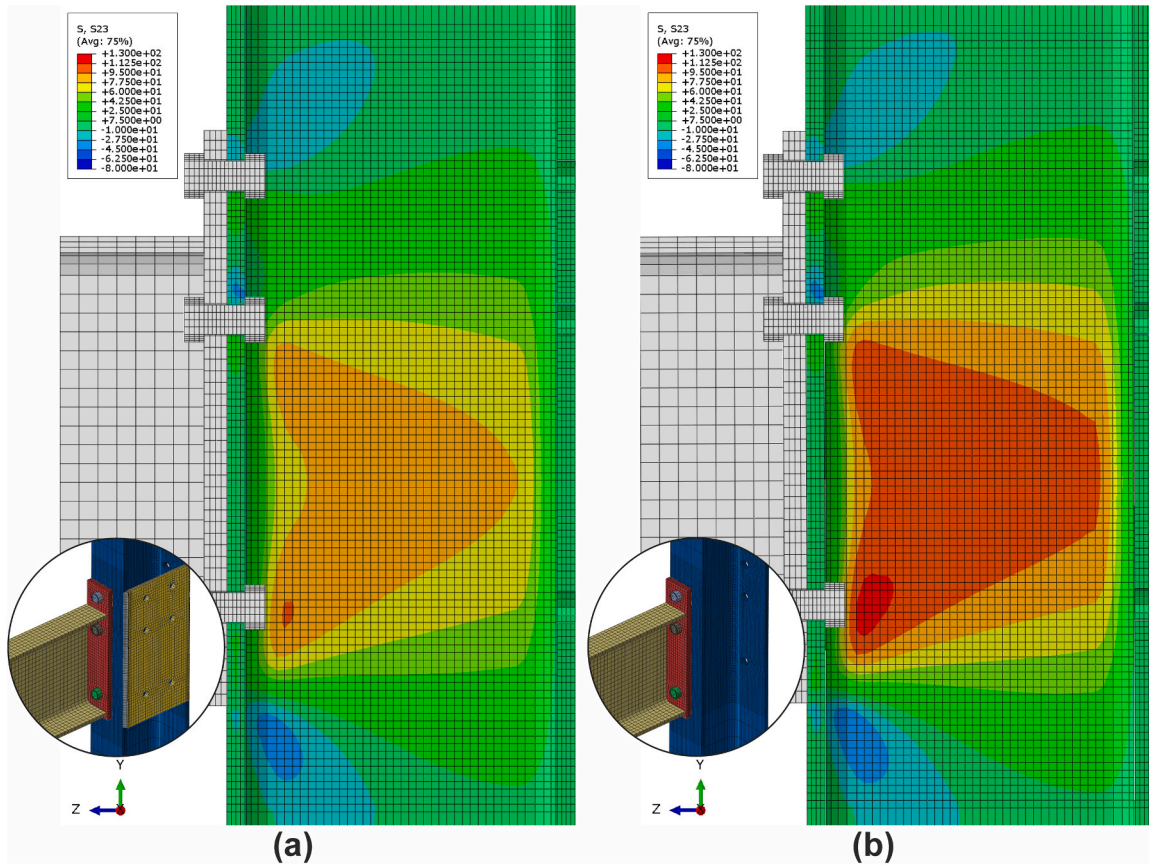 S, S23
(Avg: 75%)
+1.300e+02
+1.125e+02
+9.500e+01
+7.750e+01
+6.000e+01
+4.250e+01
+2.500e+01
+7.500e+00
-1.000e+01
-2.750e+01
-4.500e+01
-6.250e+01
-8.000e+01
Y
Z
X
(a)
S, S23
(Avg: 75%)
+1.300e+02
+1.125e+02
+9.500e+01
+7.750e+01
+6.000e+01
+4.250e+01
+2.500e+01
+7.500e+00
-1.000e+01
-2.750e+01
-4.500e+01
-6.250e+01
-8.000e+01
Y
Z
X
(b)